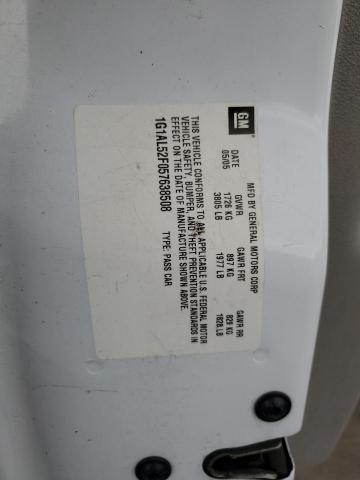 GM
MFD BY GENERAL MOTORS CORP
DATE GVWR GAWR FRT GAWR RR
05/05 1726 KG 897 KG 829 KG
3805 LB 1977 LB 1828 LB
THIS VEHICLE CONFORMS TO ALL APPLICABLE U.S. FEDERAL MOTOR
VEHICLE SAFETY, BUMPER, AND THEFT PREVENTION STANDARDS IN
EFFECT ON THE DATE OF MANUFACTURE SHOWN ABOVE.
1G1AL52F057638508 TYPE: PASS CAR